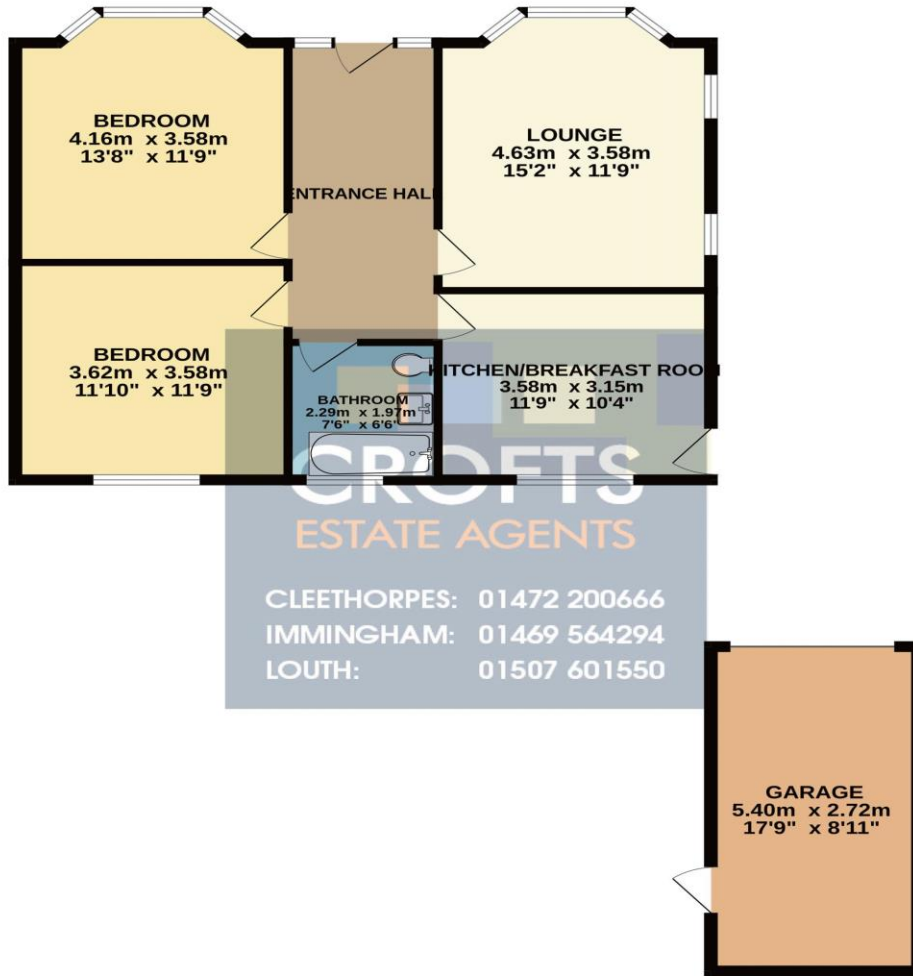 BEDROOM
4.16m x 3.58m
13'8" x 11'9"
ENTRANCE HALL
LOUNGE
4.63m x 3.58m
15'2" x 11'9"
BEDROOM
3.62m x 3.58m
11'10" x 11'9"
BATHROOM
2.29m x 1.97m
7'6" x 6'6"
KITCHEN/BREAKFAST ROOM
3.58m x 3.15m
11'9" x 10'4"
CROFTS
ESTATE AGENTS
CLEETHORPES: 01472 200666
IMMINGHAM: 01469 564294
LOUTH: 01507 601550
GARAGE
5.40m x 2.72m
17'9" x 8'11"